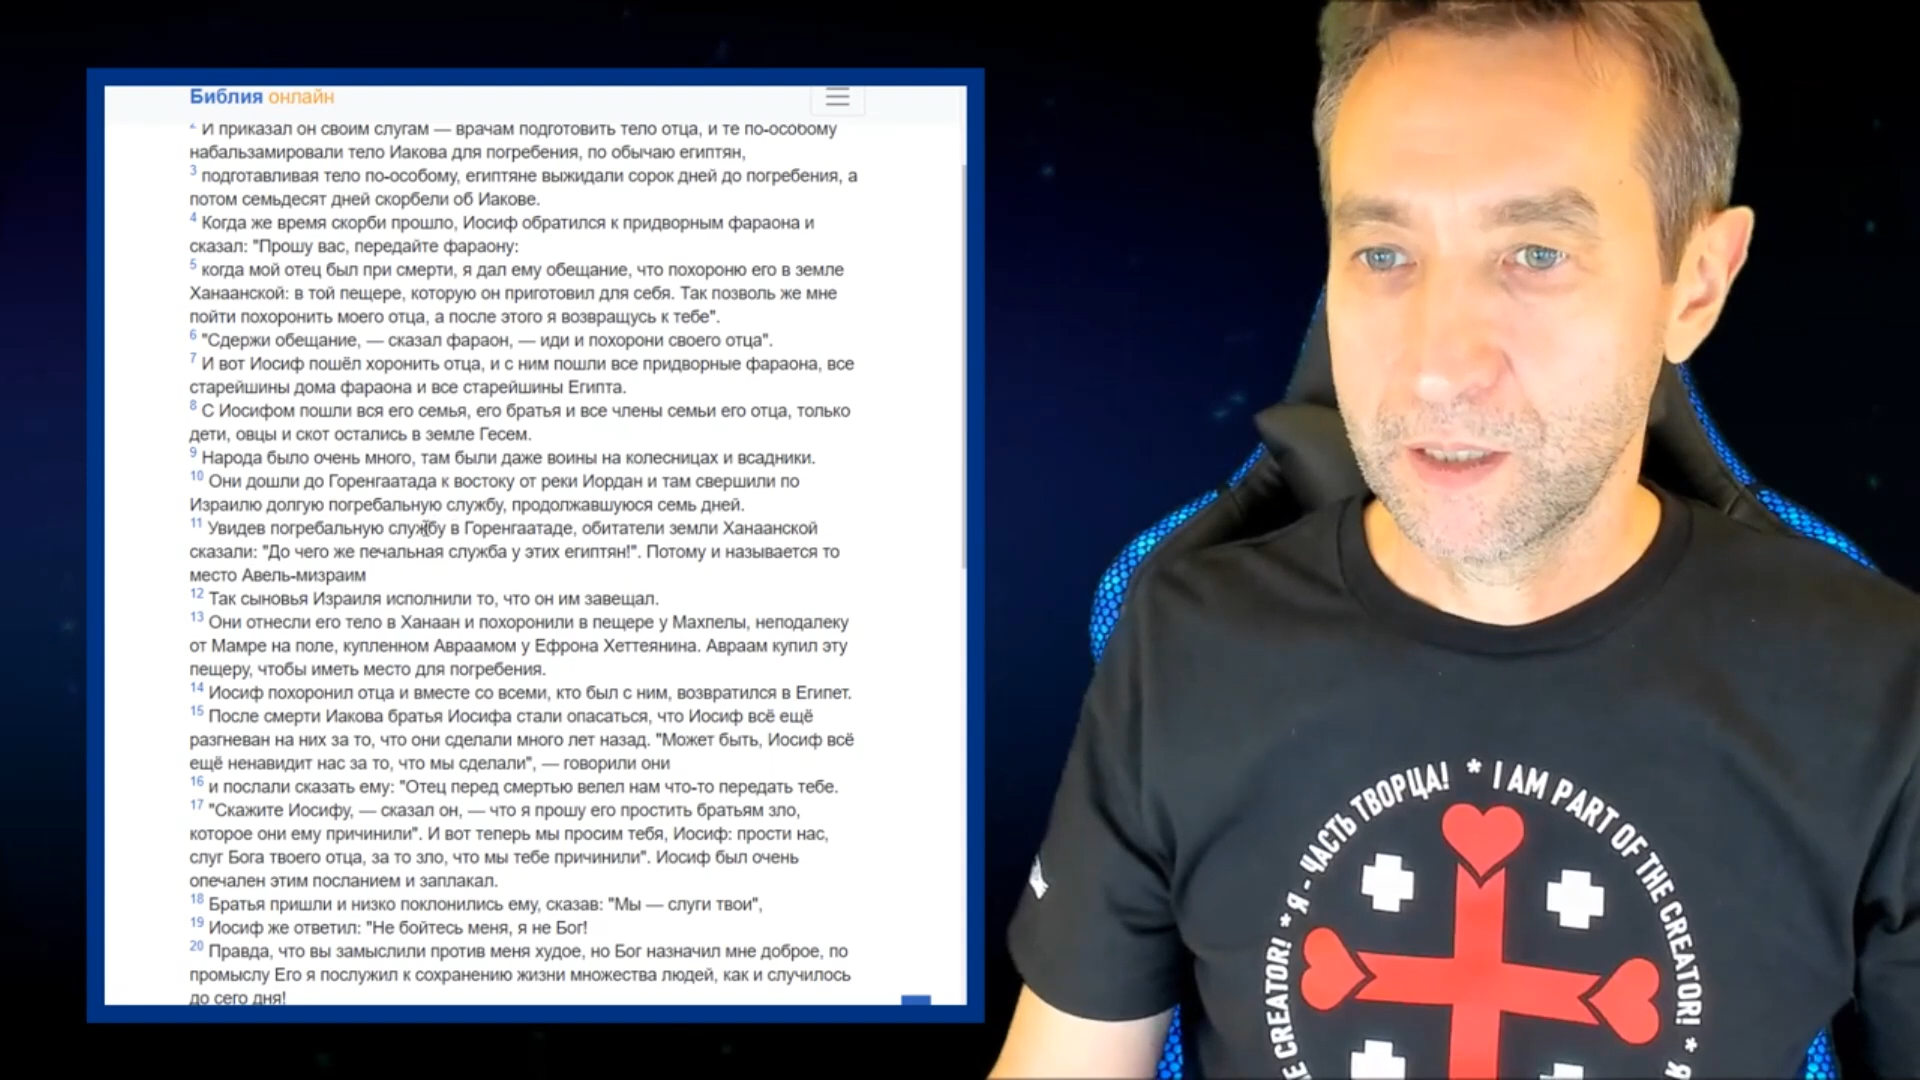 Библия онлайн
2 И приказал он своим слугам — врачам подготовить тело отца, и те по-особому
набальзамировали тело Иакова для погребения, по обычаю египтян,
3 подготавливая тело по-особому, египтяне выжидали сорок дней до погребения, а
потом семьдесят дней скорбели об Иакове.
4 Когда же время скорби прошло, Иосиф обратился к придворным фараона и
сказал: "Прошу вас, передайте фараону:
5 когда мой отец был при смерти, я дал ему обещание, что похороню его в земле
Ханаанской: в той пещере, которую он приготовил для себя. Так позволь же мне
пойти похоронить моего отца, а после этого я возвращусь к тебе".
6 "Сдержи обещание, — сказал фараон, — иди и похорони своего отца".
7 И вот Иосиф пошёл хоронить отца, и с ним пошли все придворные фараона, все
старейшины дома фараона и все старейшины Египта.
8 С Иосифом пошли вся его семья, его братья и все члены семьи его отца, только
дети, овцы и скот остались в земле Гесем.
9 Народа было очень много, там были даже воины на колесницах и всадники.
10 Они дошли до Горенгаатада к востоку от реки Иордан и там свершили по
Израилю долгую погребальную службу, продолжавшуюся семь дней.
11 Увидев погребальную службу в Горенгаатаде, обитатели земли Ханаанской
сказали: "До чего же печальная служба у этих египтян!". Потому и называется то
место Авель-мизраим
12 Так сыновья Израиля исполнили то, что он им завещал.
13 Они отнесли его тело в Ханаан и похоронили в пещере у Махпелы, неподалеку
от Мамре на поле, купленном Авраамом у Ефрона Хеттеянина. Авраам купил эту
пещеру, чтобы иметь место для погребения.
14 Иосиф похоронил отца и вместе со всеми, кто был с ним, возвратился в Египет.
15 После смерти Иакова братья Иосифа стали опасаться, что Иосиф всё ещё
разгневан на них за то, что они сделали много лет назад. "Может быть, Иосиф всё
ещё ненавидит нас за то, что мы сделали", — говорили они
16 и послали сказать ему: "Отец перед смертью велел нам что-то передать тебе.
17 "Скажите Иосифу, — сказал он, — что я прошу его простить братьям зло,
которое они ему причинили". И вот теперь мы просим тебя, Иосиф: прости нас,
слуг Бога твоего отца, за то зло, что мы тебе причинили". Иосиф был очень
опечален этим посланием и заплакал.
18 Братья пришли и низко поклонились ему, сказав: "Мы — слуги твои",
19 Иосиф же ответил: "Не бойтесь меня, я не Бог!
20 Правда, что вы замыслили против меня худое, но Бог назначил мне доброе, по
промыслу Его я послужил к сохранению жизни множества людей, как и случилось
до сего дня!
E CREATOR! * Я - ЧАСТЬ ТВОРЦА! * I AM PART OF THE CREATOR! * Я